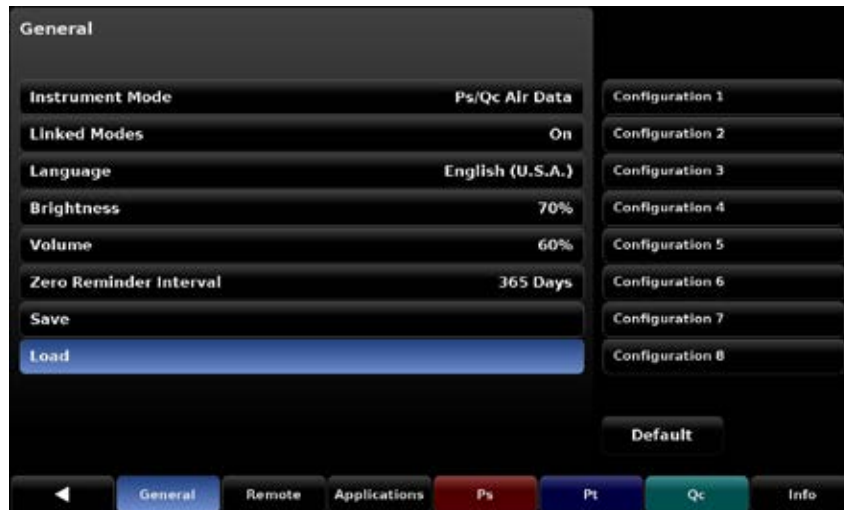 General
Instrument Mode Ps/Qc Air Data
Linked Modes On
Language English (U.S.A.)
Brightness 70%
Volume 60%
Zero Reminder Interval 365 Days
Save
Load
Configuration 1
Configuration 2
Configuration 3
Configuration 4
Configuration 5
Configuration 6
Configuration 7
Configuration 8
Default
General Remote Applications Ps Pt Qc Info